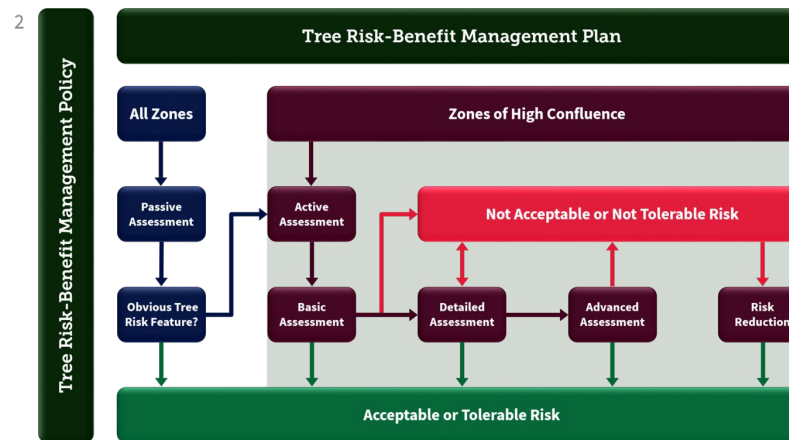 2
Tree Risk-Benefit Management Policy
Tree Risk-Benefit Management Plan
All Zones
Zones of High Confluence
Passive
Assessment
Active
Assessment
Not Acceptable or Not Tolerable Risk
Obvious Tree
Risk Feature?
Basic
Assessment
Detailed
Assessment
Advanced
Assessment
Risk
Reduction
Acceptable or Tolerable Risk